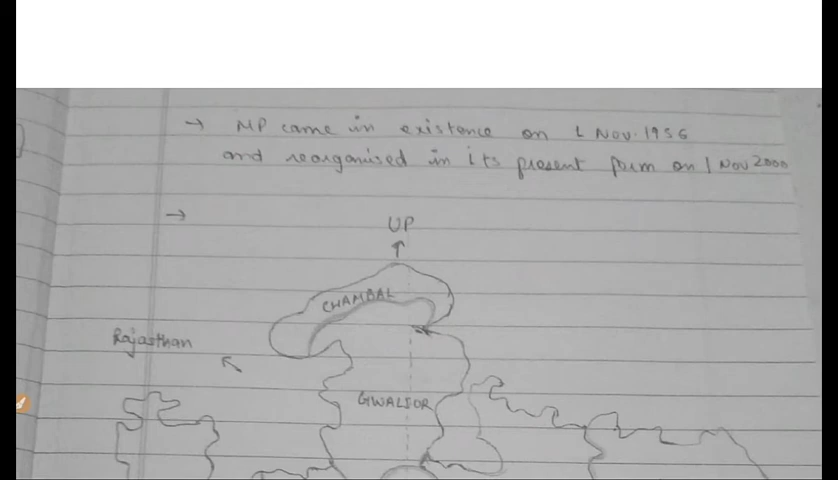 → MP came in existence on 1 Nov. 1956
and reorganised in its present form on 1 Nov 2000
→
UP
CHAMBAL
Rajasthan
GWALIOR